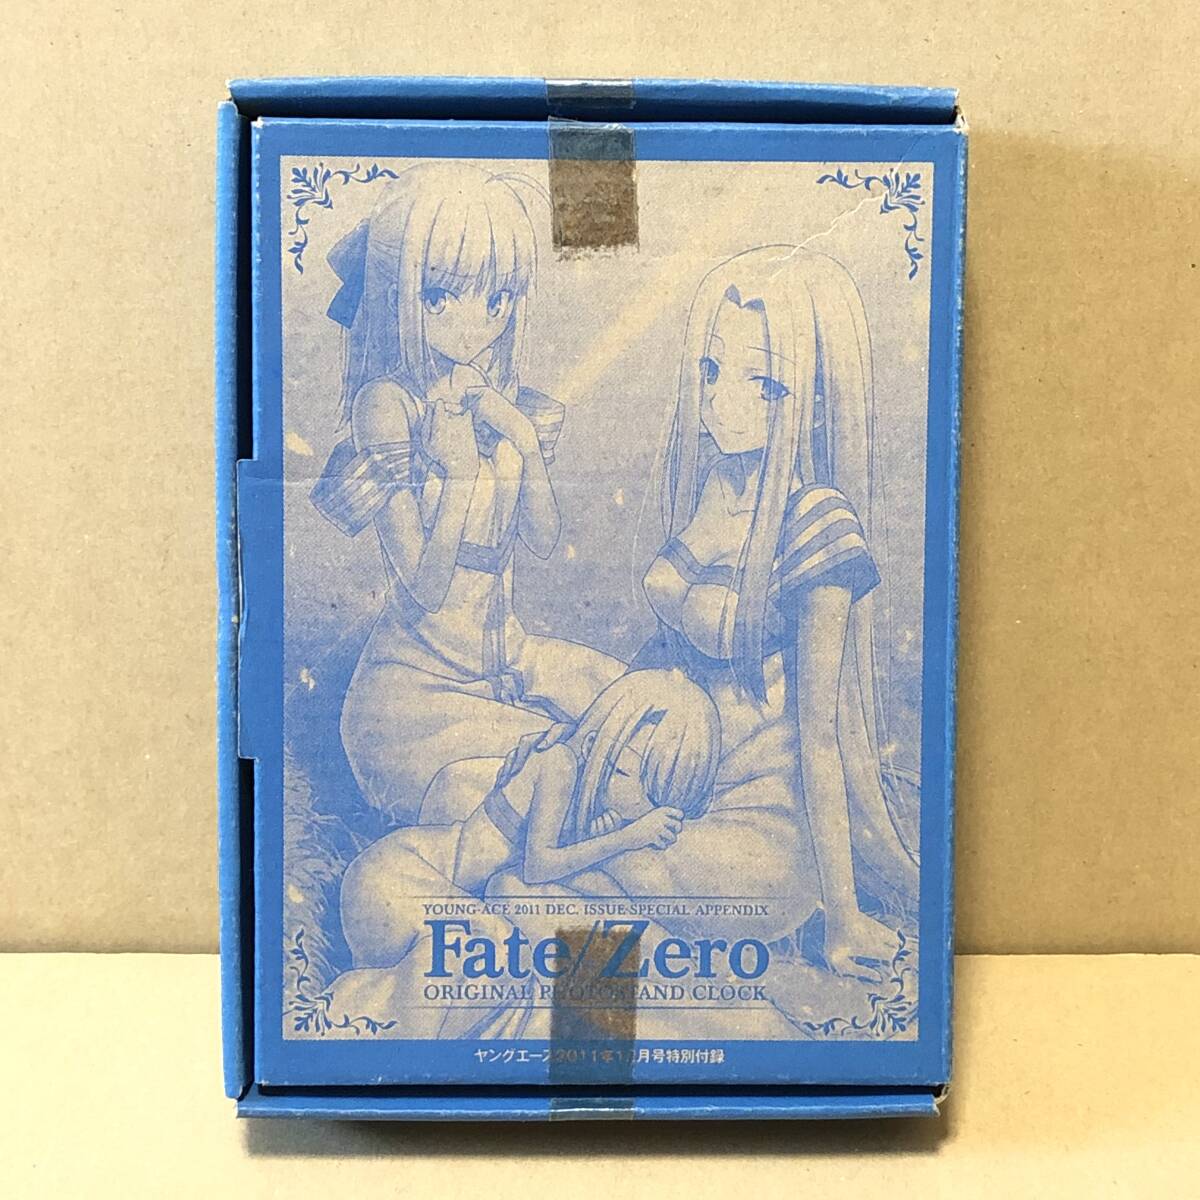 YOUNG-ACE 2011 DEC. ISSUE SPECIAL APPENDIX
Fate/Zero
ORIGINAL PHOTOSTAND CLOCK
ヤングエース2011年12月号特別付録